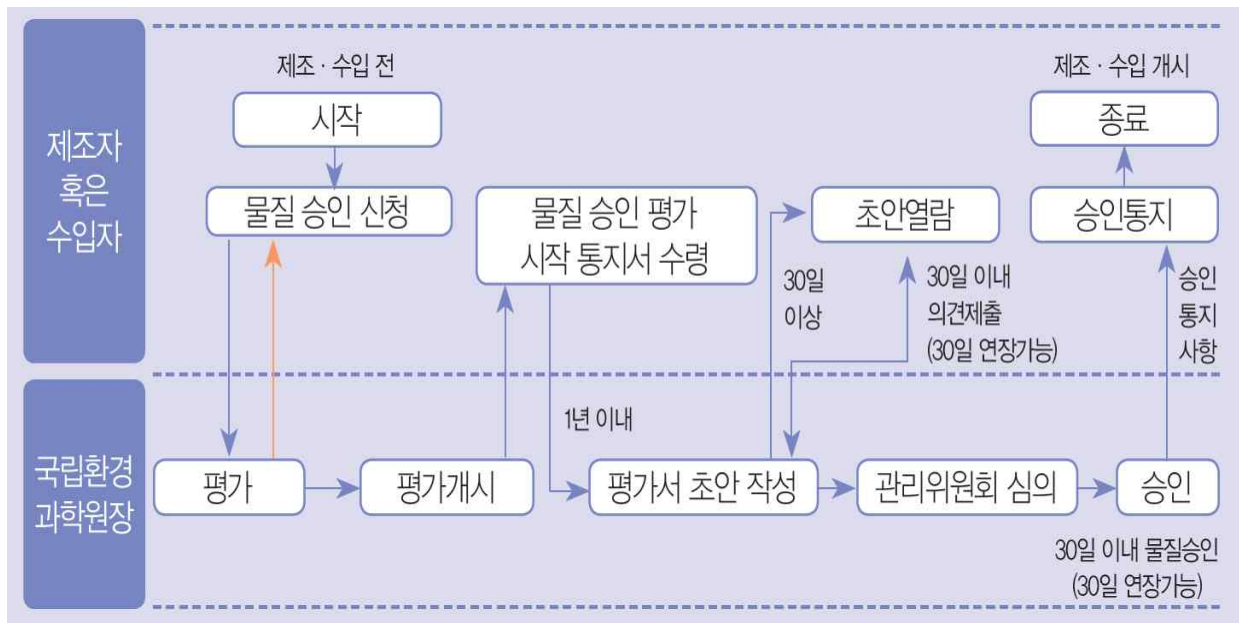 제조자
혹은
수입자
제조 · 수입 전
시작
물질 승인 신청
물질 승인 평가
시작 통지서 수령
30일
이상
초안열람
30일 이내
의견제출
(30일 연장가능)
제조 · 수입 개시
종료
승인통지
승인
통지
사항
국립환경
과학원장
평가
평가개시
1년 이내
평가서 초안 작성
관리위원회 심의
승인
30일 이내 물질승인
(30일 연장가능)